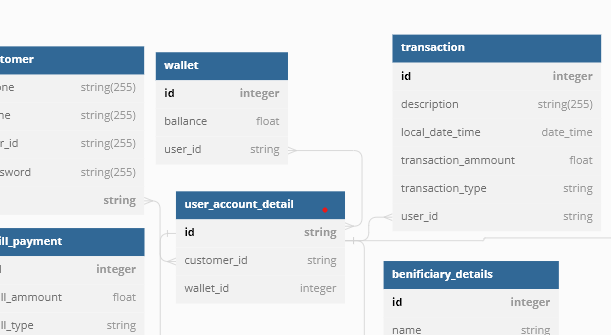 tomer
one string(255)
me string(255)
r_id string(255)
sword string(255)
string
ill_payment
integer
ll_ammount float
ll_type string
wallet
id integer
ballance float
user_id string
user_account_detail
id string
customer_id string
wallet_id integer
transaction
id integer
description string(255)
local_date_time date_time
transaction_ammount float
transaction_type string
user_id string
benificiary_details
id integer
name string